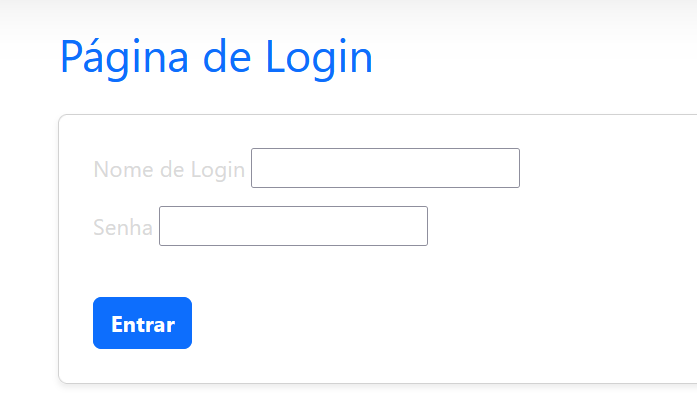 Página de Login
Nome de Login
Senha
Entrar